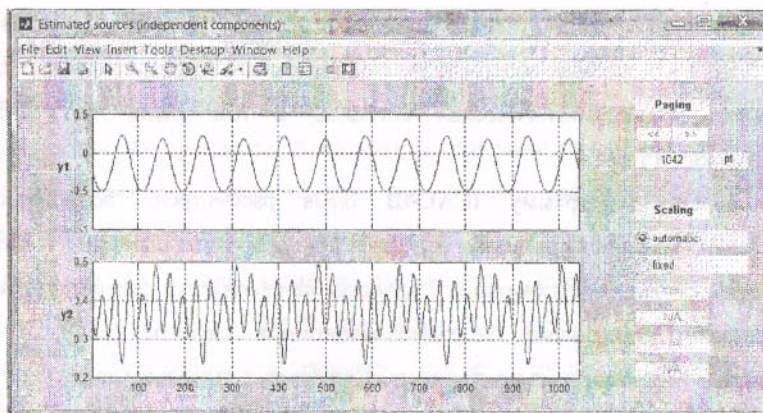 Estimated sources (independent components)
File Edit View Insert Tools Desktop Window Help
0.5
0
-0.5
y1
0.5
0.4
0.3
0.2
y2
100 200 300 400 500 600 700 800 900 1000
Paging
<< >>
1042 pt
Scaling
automatic
fixed
N/A
N/A